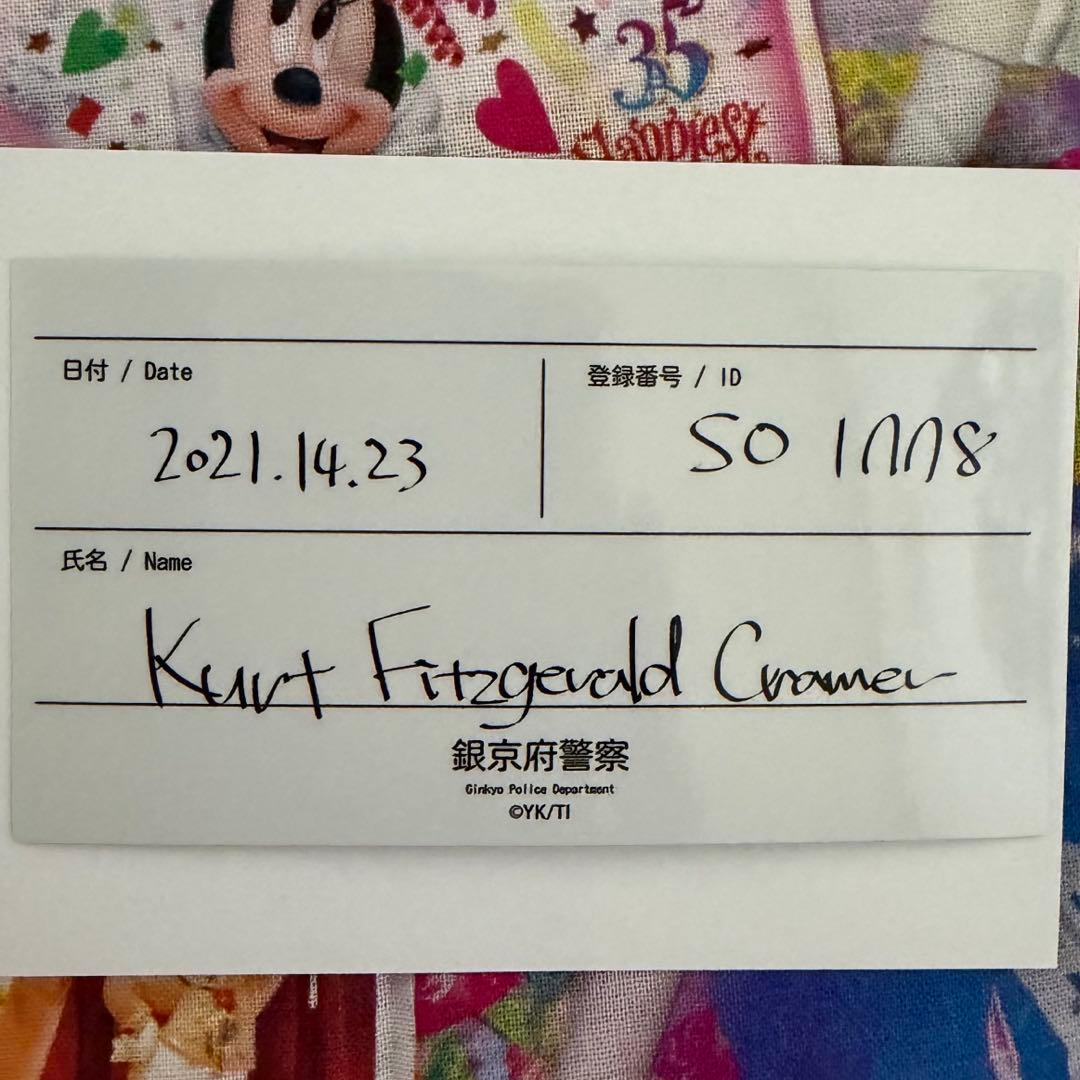 35
Happiest
日付 / Date
登録番号 / ID
2021.14.23
SO 1778
氏名 / Name
Kurt Fitzgerald Cramer
銀京府警察
Ginkyo Police Department
©YK/TI